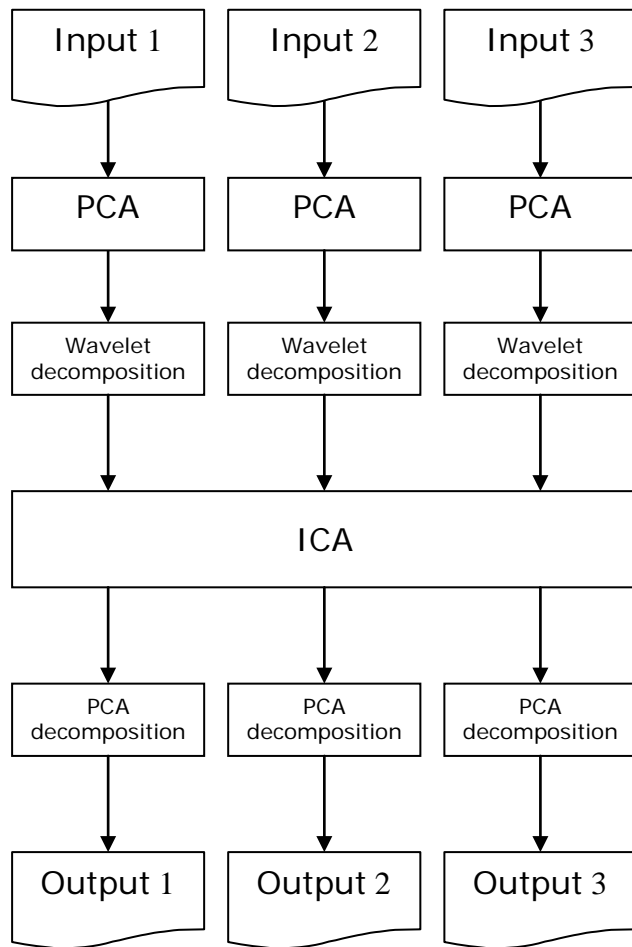 Input 1
Input 2
Input 3
PCA
PCA
PCA
Wavelet
decomposition
Wavelet
decomposition
Wavelet
decomposition
ICA
PCA
decomposition
PCA
decomposition
PCA
decomposition
Output 1
Output 2
Output 3